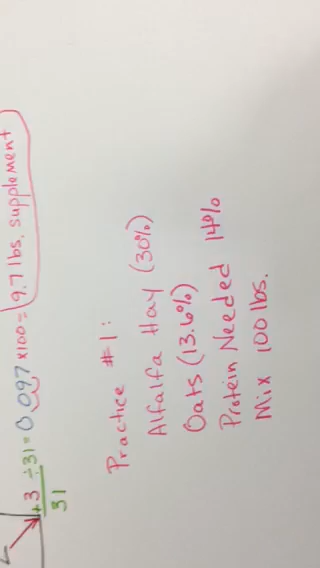 +3 ÷31=0.097 x100= 9.7 lbs. supplement
31
Practice #1:
Alfalfa Hay (30%)
Oats (13.6%)
Protein Needed 14%
Mix 100 lbs.